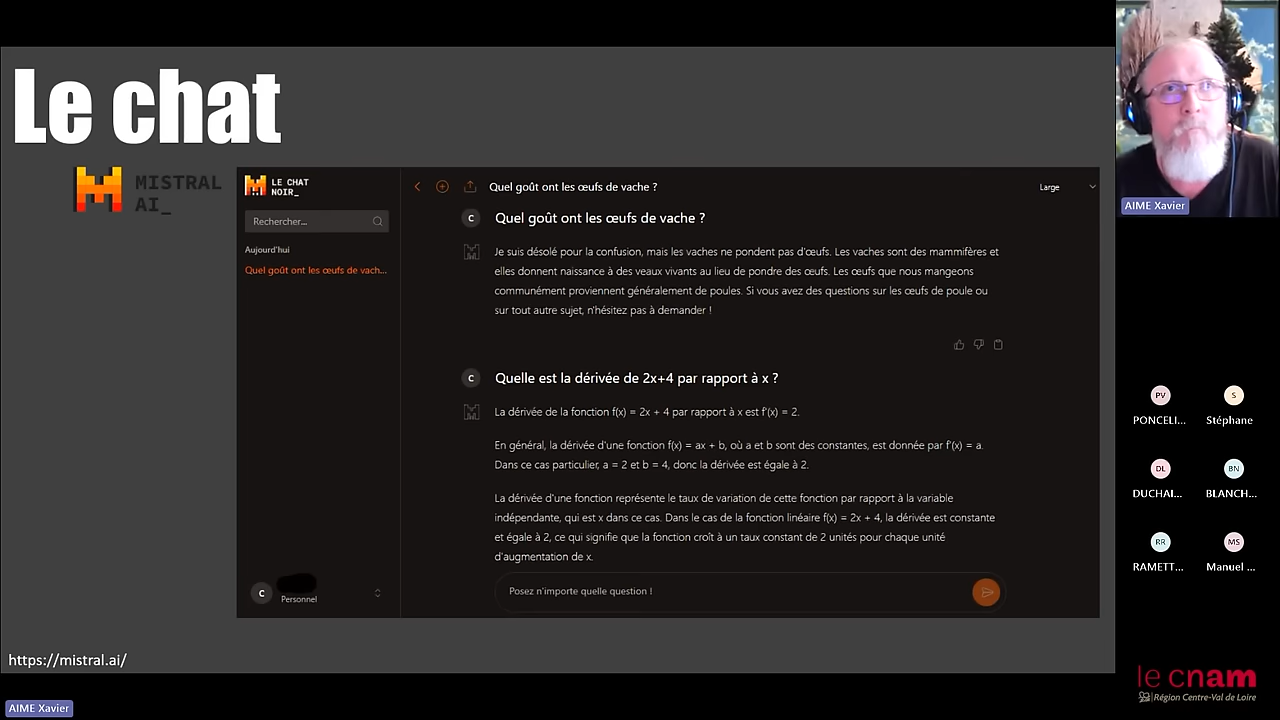 Le chat
MISTRAL
AI_
LE CHAT
NOIR_
Rechercher...
Aujourd'hui
Quel goût ont les œufs de vach...
Quel goût ont les œufs de vache ?
Large
C
Quel goût ont les œufs de vache ?
Je suis désolé pour la confusion, mais les vaches ne pondent pas d'œufs. Les vaches sont des mammifères et
elles donnent naissance à des veaux vivants au lieu de pondre des œufs. Les œufs que nous mangeons
communément proviennent généralement de poules. Si vous avez des questions sur les œufs de poule ou
sur tout autre sujet, n'hésitez pas à demander !
C
Quelle est la dérivée de 2x+4 par rapport à x ?
La dérivée de la fonction f(x) = 2x + 4 par rapport à x est f'(x) = 2.
En général, la dérivée d'une fonction f(x) = ax + b, où a et b sont des constantes, est donnée par f'(x) = a.
Dans ce cas particulier, a = 2 et b = 4, donc la dérivée est égale à 2.
La dérivée d'une fonction représente le taux de variation de cette fonction par rapport à la variable
indépendante, qui est x dans ce cas. Dans le cas de la fonction linéaire f(x) = 2x + 4, la dérivée est constante
et égale à 2, ce qui signifie que la fonction croît à un taux constant de 2 unités pour chaque unité
d'augmentation de x.
Posez n'importe quelle question !
C
Personnel
https://mistral.ai/
AIME Xavier
AIME Xavier
PV
S
PONCELI...
Stéphane
DL
BN
DUCHAI...
BLANCH...
RR
MS
RAMETT...
Manuel ...
le cnam
Région Centre-Val de Loire